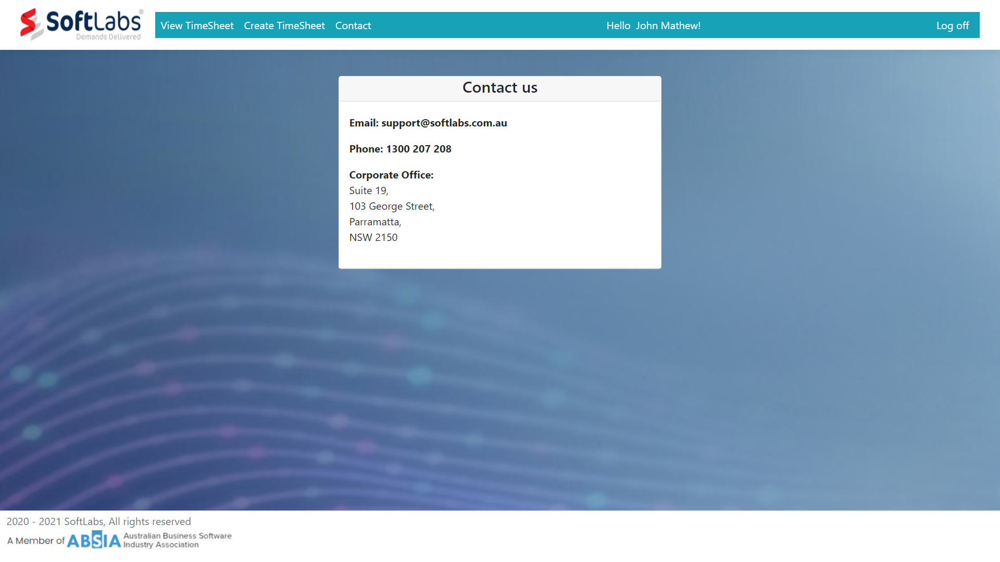 SoftLabs®
Demands Delivered
View TimeSheet Create TimeSheet Contact Hello John Mathew! Log off
Contact us
Email: support@softlabs.com.au
Phone: 1300 207 208
Corporate Office:
Suite 19,
103 George Street,
Parramatta,
NSW 2150
2020 - 2021 SoftLabs, All rights reserved
A Member of ABSIA Australian Business Software
Industry Association